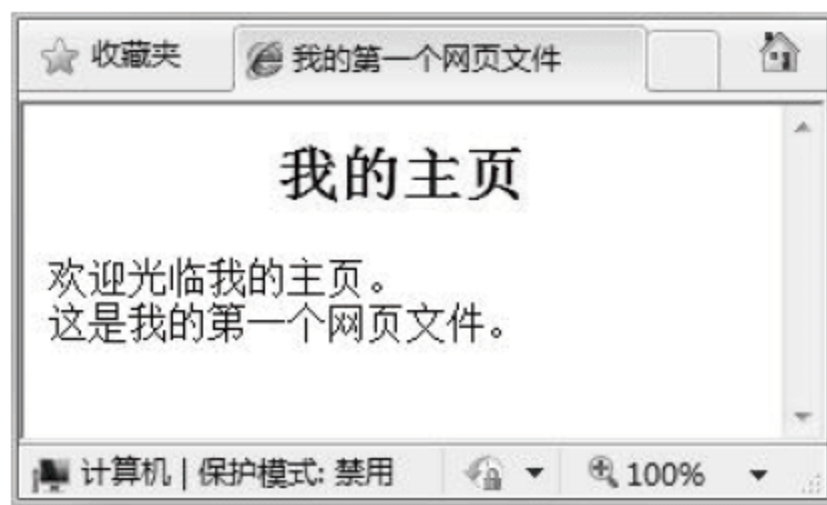 收藏夹 我的第一个网页文件
我的主页
欢迎光临我的主页。
这是我的第一个网页文件。
计算机 | 保护模式: 禁用 100%